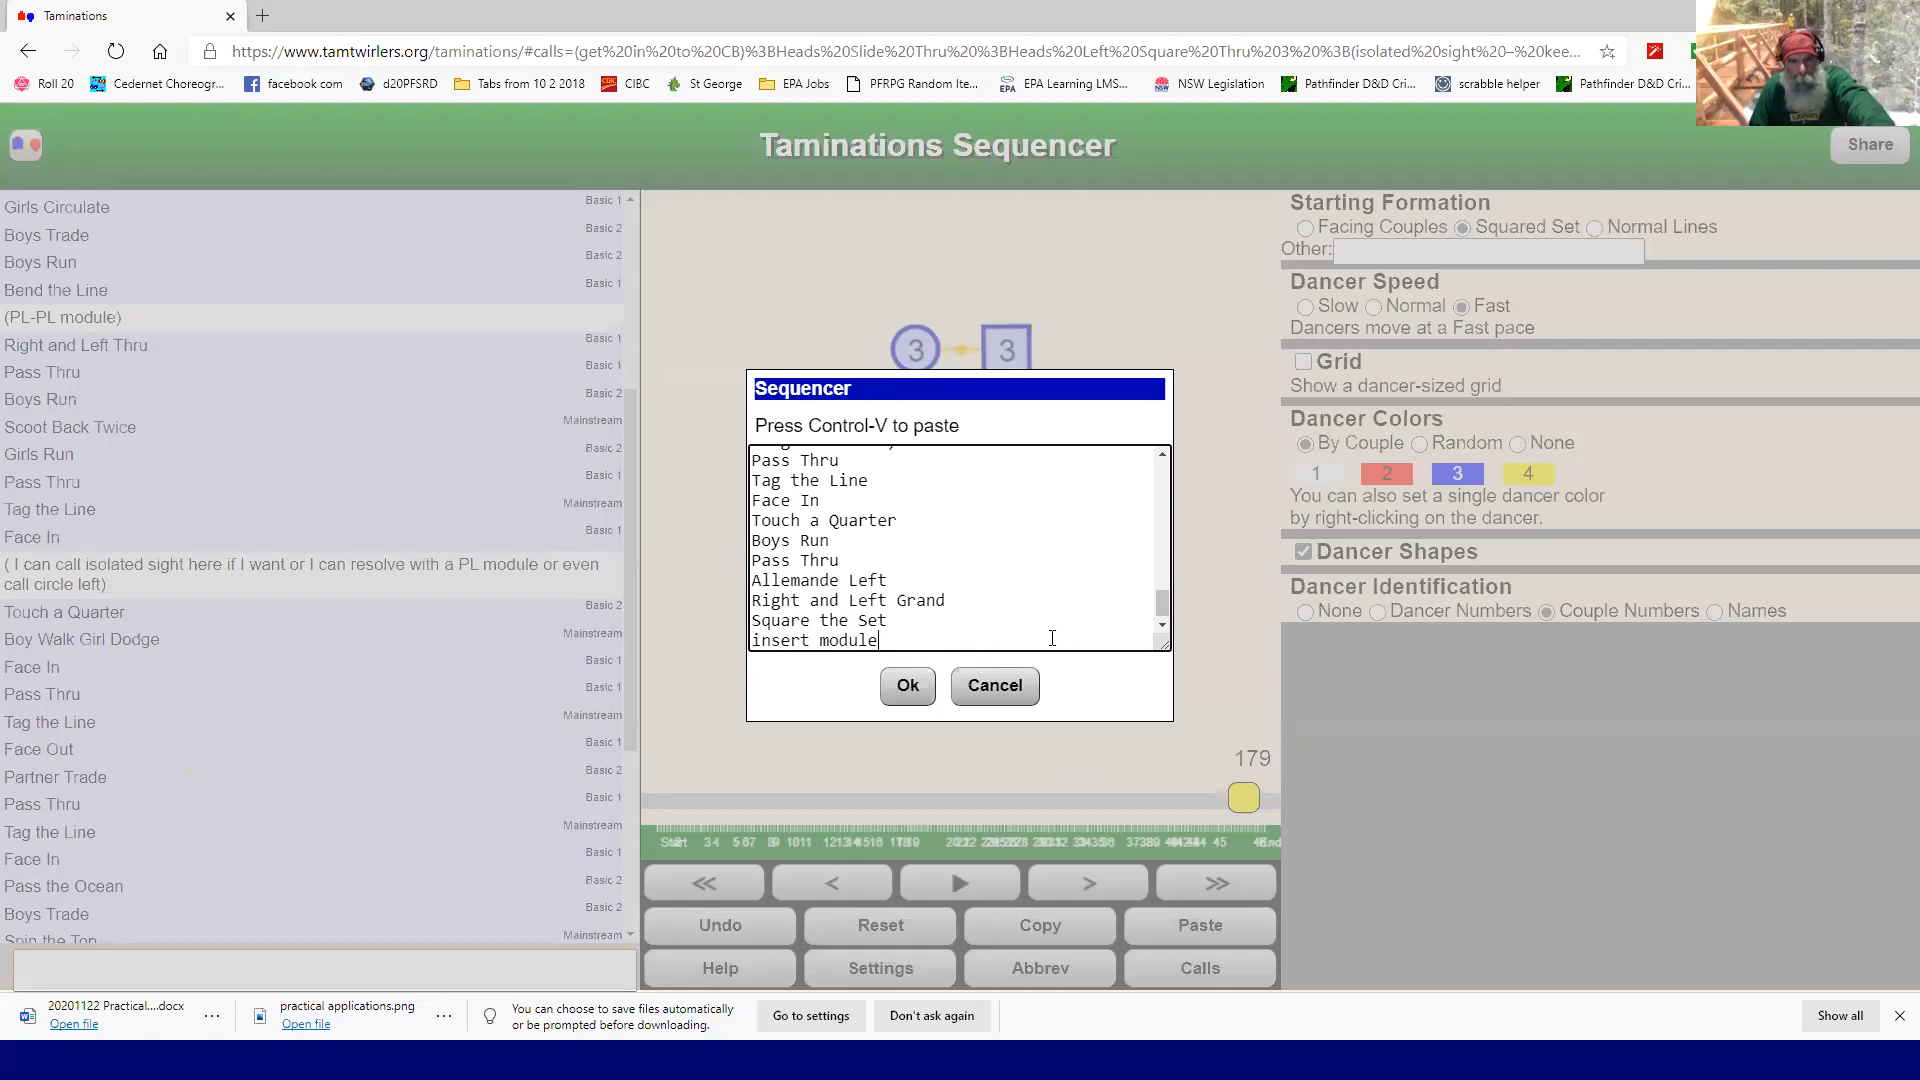 Taminations
https://www.tamtwirlers.org/taminations/#calls=(get%20in%20to%20CB)%3BHeads%20Slide%20Thru%20%3BHeads%20Left%20Square%20Thru%203%20%3B(isolated%20sight%20–%20kee...
Roll 20
Cedernet Choreogr...
facebook com
d20PFSRD
Tabs from 10 2 2018
CIBC
St George
EPA Jobs
PFRPG Random Ite...
EPA Learning LMS...
NSW Legislation
Pathfinder D&D Cri...
scrabble helper
Pathfinder D&D Cri...
Taminations Sequencer
Share
Girls Circulate Basic 1
Boys Trade Basic 2
Boys Run Basic 2
Bend the Line Basic 1
(PL-PL module)
Right and Left Thru Basic 1
Pass Thru Basic 1
Boys Run Basic 2
Scoot Back Twice Mainstream
Girls Run Basic 2
Pass Thru Basic 1
Tag the Line Mainstream
Face In Basic 1
( I can call isolated sight here if I want or I can resolve with a PL module or even
call circle left)
Touch a Quarter Basic 2
Boy Walk Girl Dodge Mainstream
Face In Basic 1
Pass Thru Basic 1
Tag the Line Mainstream
Face Out Basic 1
Partner Trade Basic 2
Pass Thru Basic 1
Tag the Line Mainstream
Face In Basic 1
Pass the Ocean Basic 2
Boys Trade Basic 2
Spin the Top Mainstream
3 3
Sequencer
Press Control-V to paste
Pass Thru
Tag the Line
Face In
Touch a Quarter
Boys Run
Pass Thru
Allemande Left
Right and Left Grand
Square the Set
insert module
Ok
Cancel
179
Start
<<
<
>
>>
Undo
Reset
Copy
Paste
Help
Settings
Abbrev
Calls
Starting Formation
Facing Couples Squared Set Normal Lines
Other:
Dancer Speed
Slow Normal Fast
Dancers move at a Fast pace
Grid
Show a dancer-sized grid
Dancer Colors
By Couple Random None
1 2 3 4
You can also set a single dancer color
by right-clicking on the dancer.
Dancer Shapes
Dancer Identification
None Dancer Numbers Couple Numbers Names
20201122 Practical....docx
Open file
practical applications.png
Open file
You can choose to save files automatically
or be prompted before downloading.
Go to settings
Don't ask again
Show all